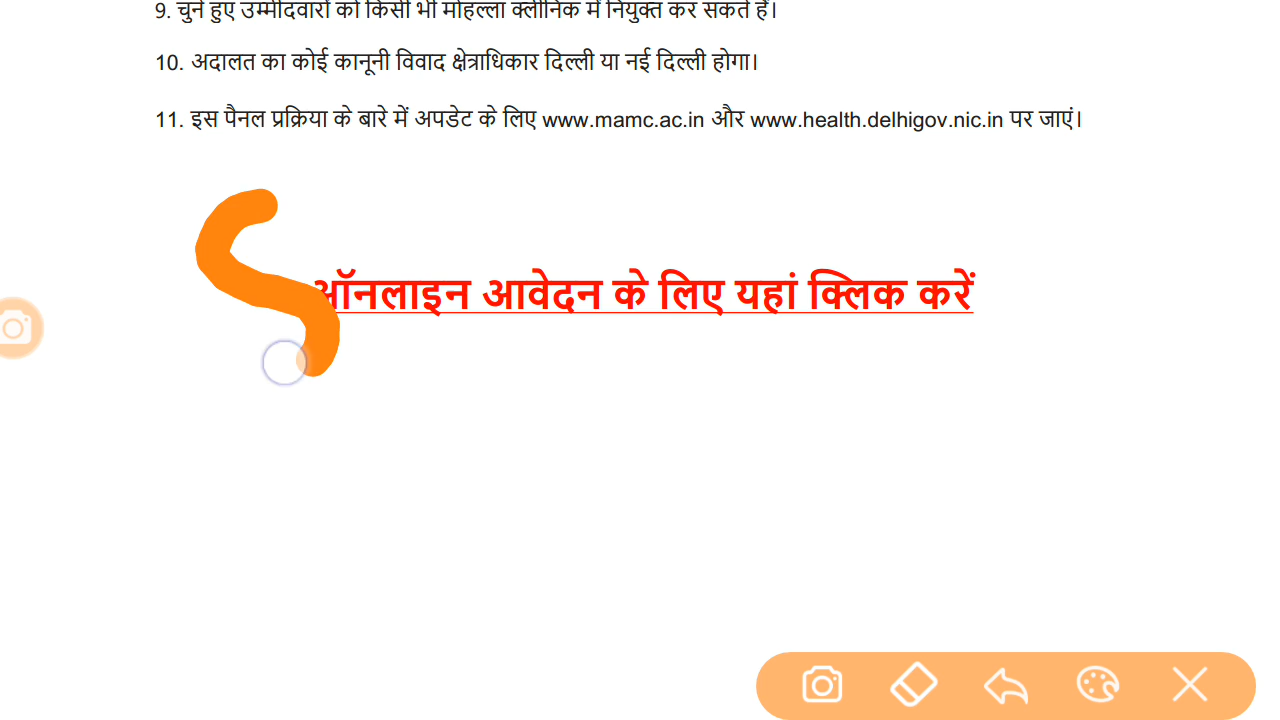 9. चुने हुए उम्मीदवारों को किसी भी मोहल्ला क्लीनिक में नियुक्त कर सकते हैं।
10. अदालत का कोई कानूनी विवाद क्षेत्राधिकार दिल्ली या नई दिल्ली होगा।
11. इस पैनल प्रक्रिया के बारे में अपडेट के लिए www.mamc.ac.in और www.health.delhigov.nic.in पर जाएं।
ऑनलाइन आवेदन के लिए यहां क्लिक करें